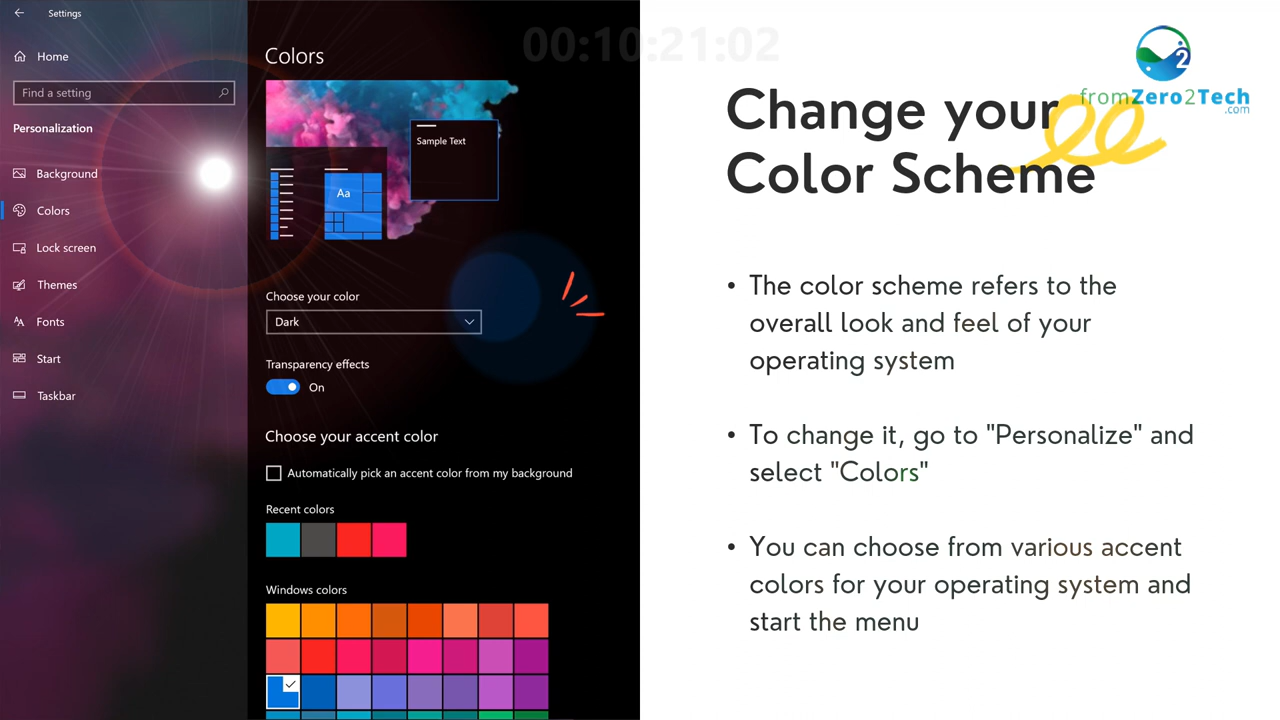 Settings
Home
Find a setting
Personalization
Background
Colors
Lock screen
Themes
Fonts
Start
Taskbar
Colors
Sample Text
Aa
Choose your color
Dark
Transparency effects
On
Choose your accent color
Automatically pick an accent color from my background
Recent colors
Windows colors
00:10:21:02
2
fromZero2Tech
.com
Change your
Color Scheme
• The color scheme refers to the
overall look and feel of your
operating system
• To change it, go to "Personalize" and
select "Colors"
• You can choose from various accent
colors for your operating system and
start the menu